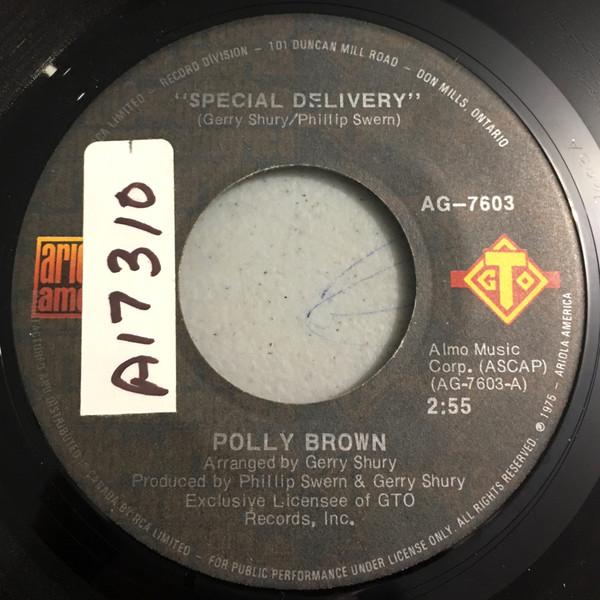 LIMITED – RECORD DIVISION – 101 DUNCAN MILL ROAD – DON MILLS, ONTARIO
"SPECIAL DELIVERY"
(Gerry Shury/Phillip Swern)
AG–7603
GTO
A17310
Almo Music
Corp. (ASCAP)
(AG-7603-A)
2:55
POLLY BROWN
Arranged by Gerry Shury
Produced by Phillip Swern & Gerry Shury
Exclusive Licensee of GTO
Records, Inc.
BY RCA LIMITED – FOR PUBLIC PERFORMANCE UNDER LICENSE ONLY. ALL RIGHTS RESERVED ℗ 1975 – ARIOLA AMERICA